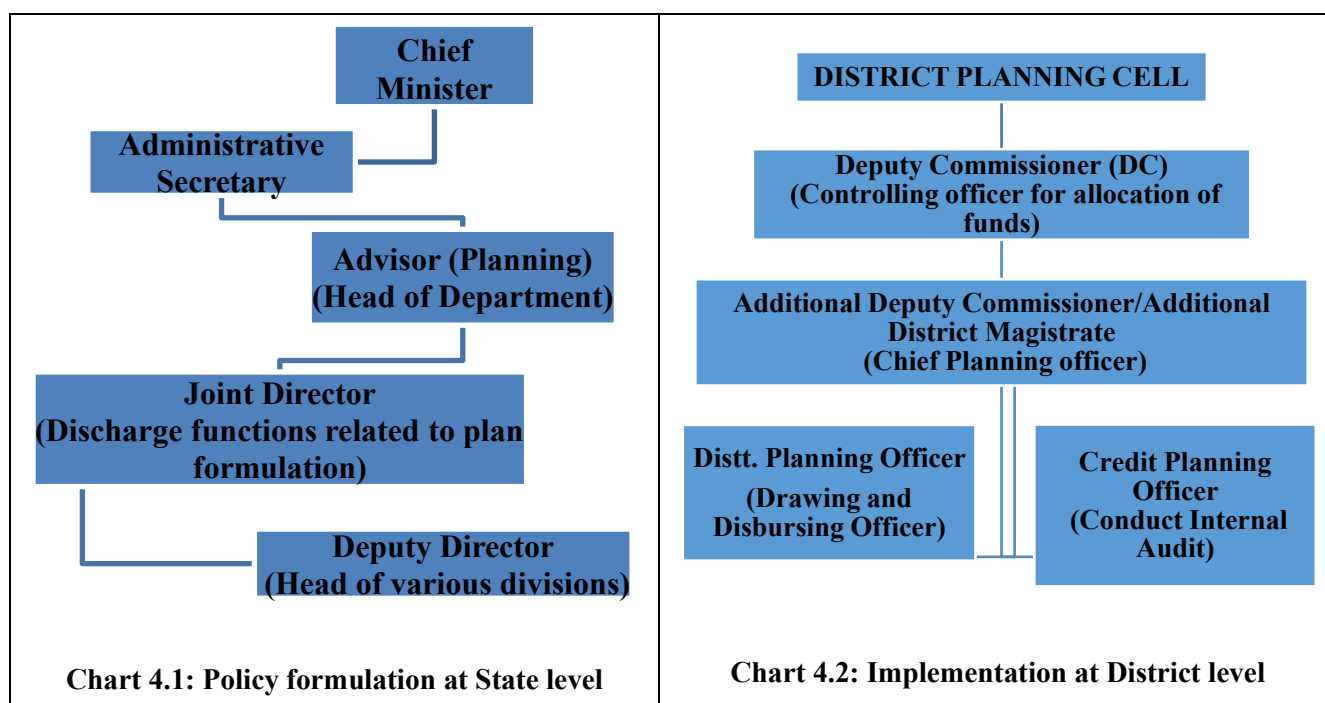 Chief
Minister
Administrative
Secretary
Advisor (Planning)
(Head of Department)
Joint Director
(Discharge functions related to plan
formulation)
Deputy Director
(Head of various divisions)
Chart 4.1: Policy formulation at State level
DISTRICT PLANNING CELL
Deputy Commissioner (DC)
(Controlling officer for allocation of
funds)
Additional Deputy Commissioner/Additional
District Magistrate
(Chief Planning officer)
Distt. Planning Officer
(Drawing and
Disbursing Officer)
Credit Planning
Officer
(Conduct Internal
Audit)
Chart 4.2: Implementation at District level